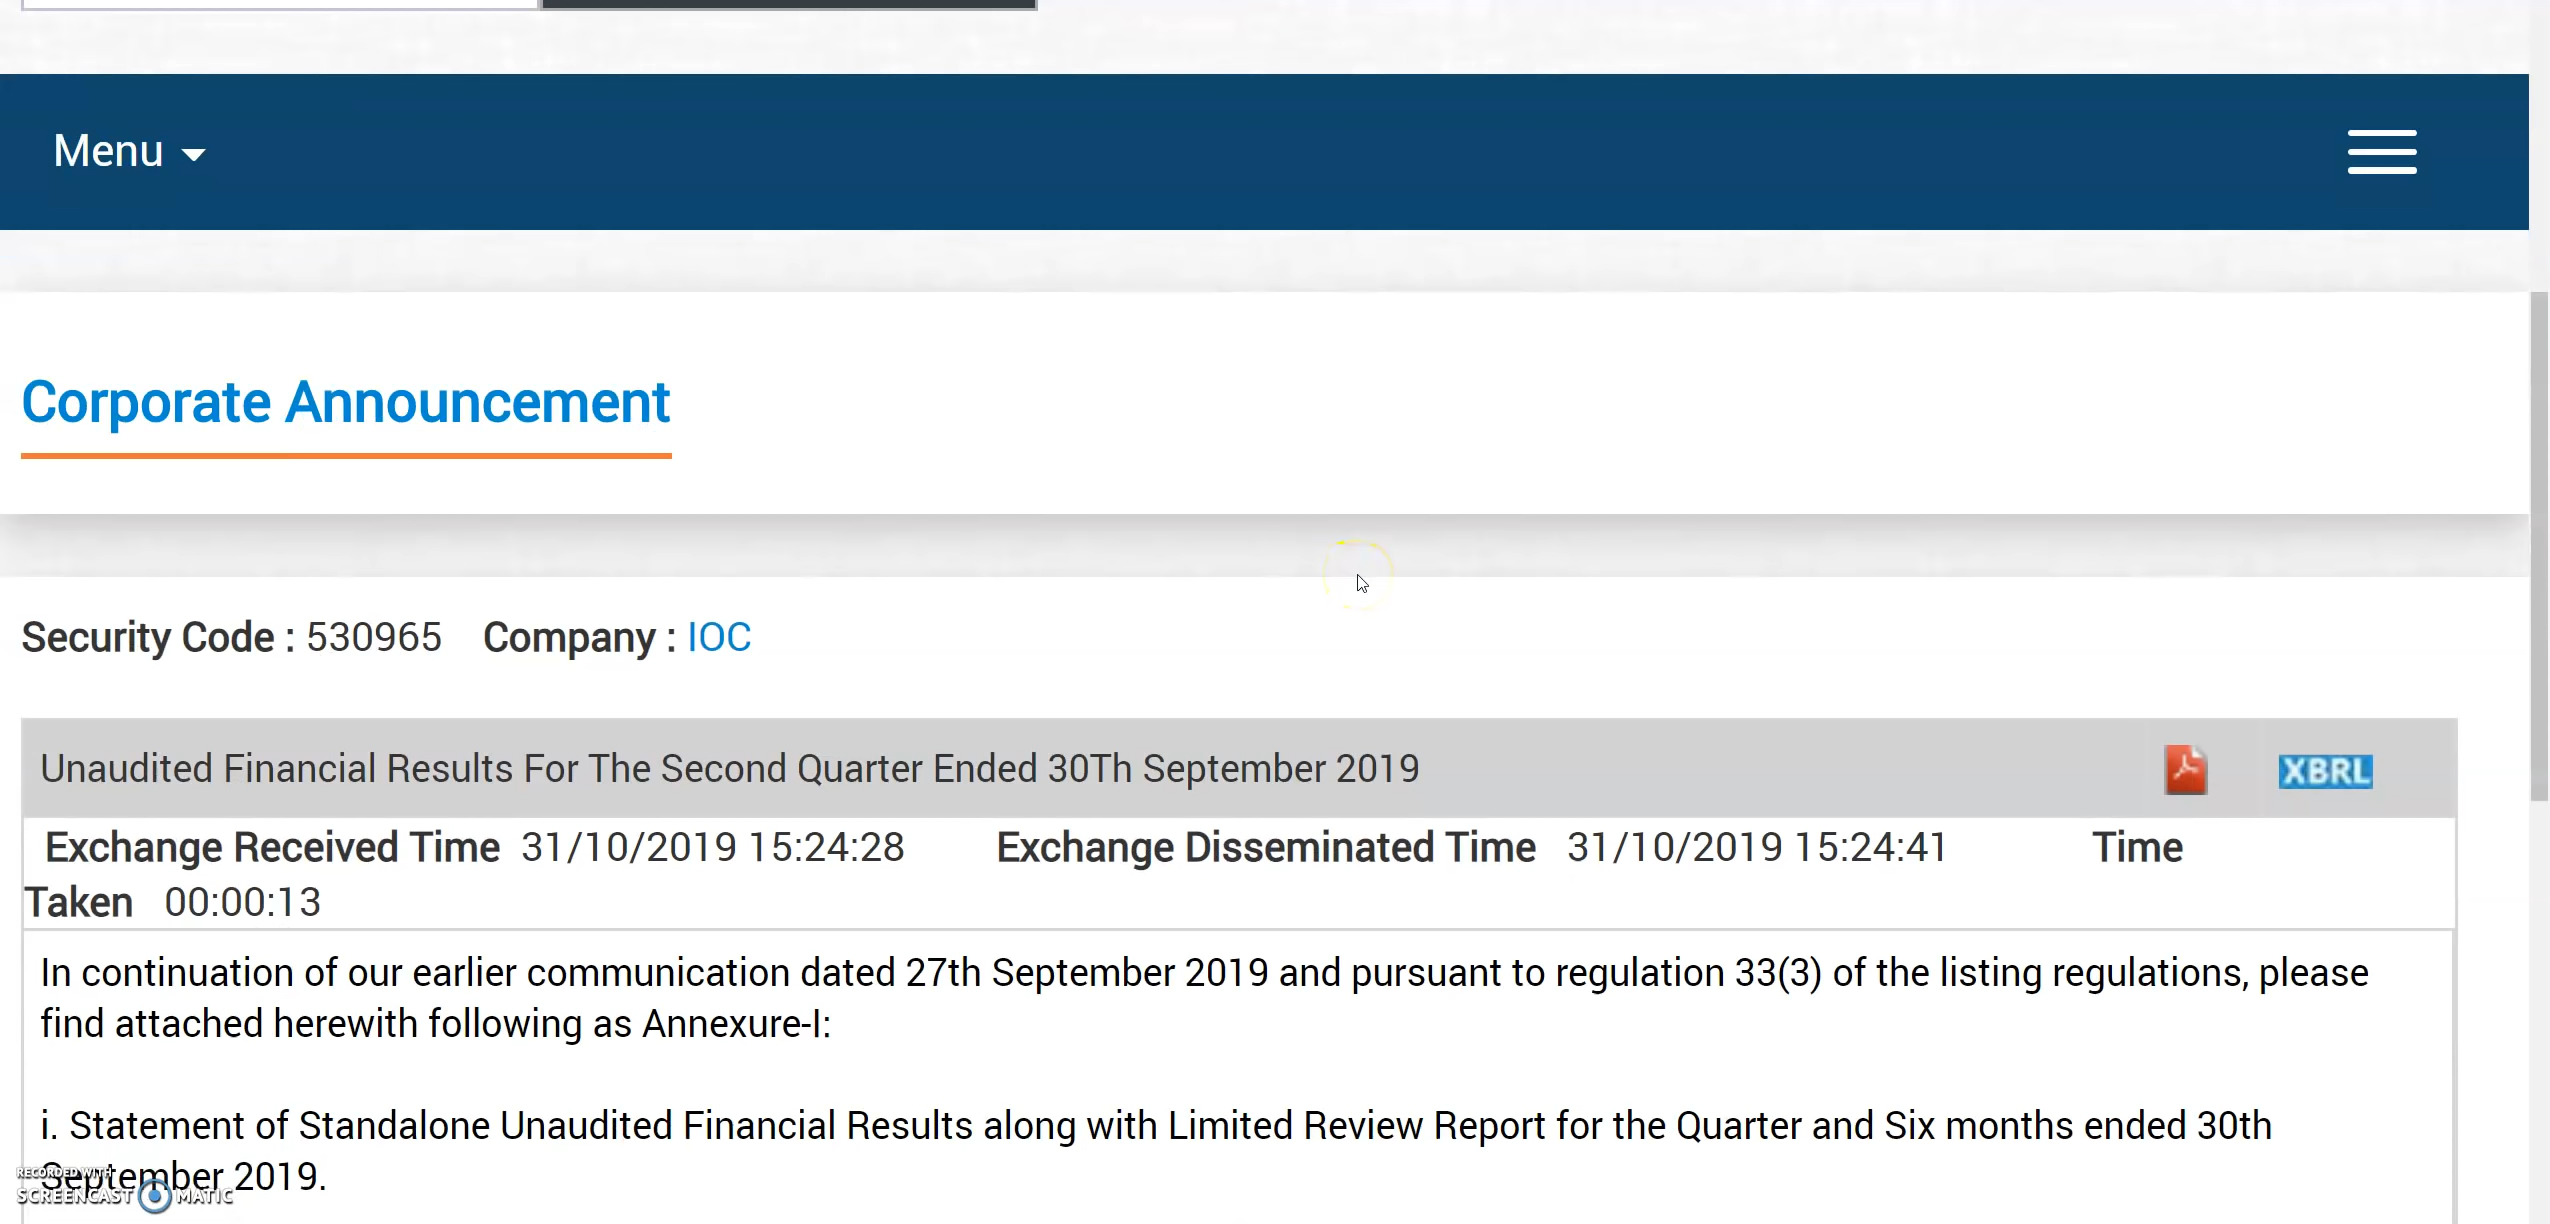 Menu
Corporate Announcement
Security Code : 530965 Company : IOC
Unaudited Financial Results For The Second Quarter Ended 30Th September 2019 XBRL
Exchange Received Time 31/10/2019 15:24:28 Exchange Disseminated Time 31/10/2019 15:24:41 Time
Taken 00:00:13
In continuation of our earlier communication dated 27th September 2019 and pursuant to regulation 33(3) of the listing regulations, please
find attached herewith following as Annexure-I:
i. Statement of Standalone Unaudited Financial Results along with Limited Review Report for the Quarter and Six months ended 30th
September 2019.
RECORDED WITH
SCREENCAST MATIC